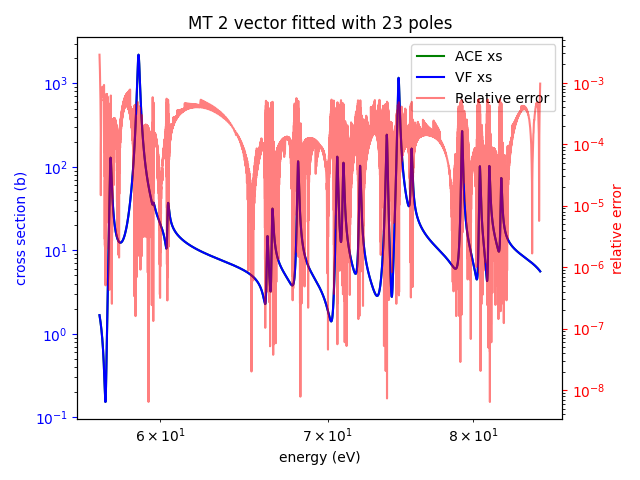 MT 2 vector fitted with 23 poles
ACE xs
VF xs
Relative error
10³
10²
10¹
10⁰
10⁻¹
cross section (b)
10⁻³
10⁻⁴
10⁻⁵
10⁻⁶
10⁻⁷
10⁻⁸
relative error
6 × 10¹ 7 × 10¹ 8 × 10¹
energy (eV)